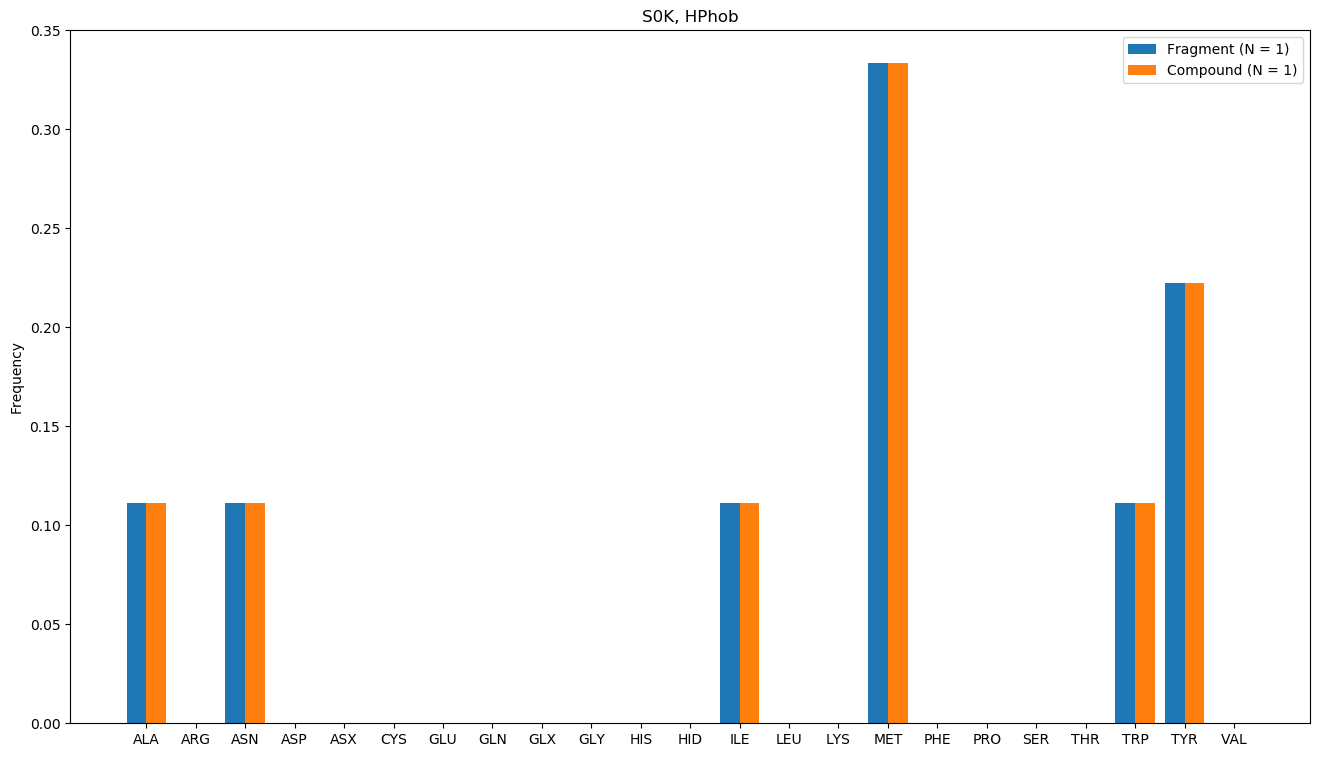 S0K, HPhob
Fragment (N = 1)
Compound (N = 1)
Frequency
0.35
0.30
0.25
0.20
0.15
0.10
0.05
0.00
ALA ARG ASN ASP ASX CYS GLU GLN GLX GLY HIS HID ILE LEU LYS MET PHE PRO SER THR TRP TYR VAL